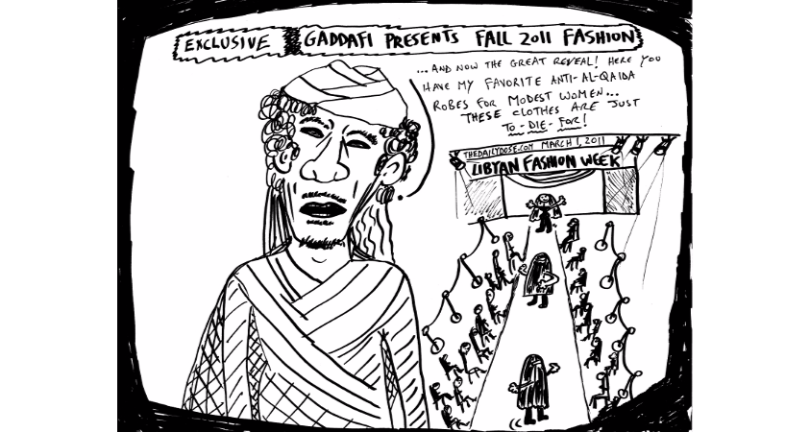 EXCLUSIVE GADDAFI PRESENTS FALL 2011 FASHION
...AND NOW THE GREAT REVEAL! HERE YOU
HAVE MY FAVORITE ANTI-AL-QAIDA
ROBES FOR MODEST WOMEN...
THESE CLOTHES ARE JUST
TO-DIE-FOR!
THEDAILYDOSE.COM MARCH 1, 2011
LIBYAN FASHION WEEK